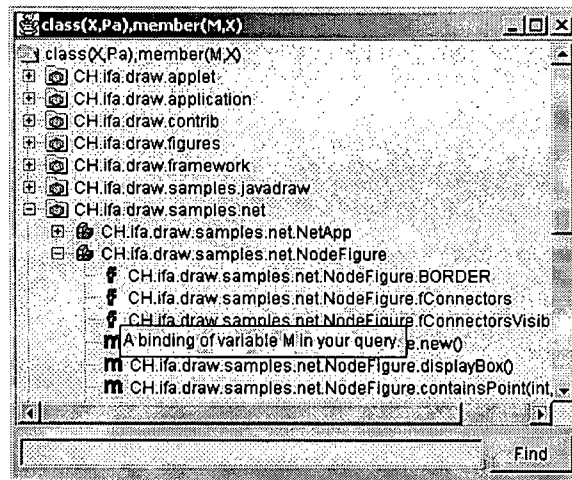 class(X,Pa),member(M,X)
class(X,Pa),member(M,X)
CH.ifa.draw.applet
CH.ifa.draw.application
CH.ifa.draw.contrib
CH.ifa.draw.figures
CH.ifa.draw.framework
CH.ifa.draw.samples.javadraw
CH.ifa.draw.samples.net
CH.ifa.draw.samples.net.NetApp
CH.ifa.draw.samples.net.NodeFigure
f CH.ifa.draw.samples.net.NodeFigure.BORDER
f CH.ifa.draw.samples.net.NodeFigure.fConnectors
f CH.ifa.draw.samples.net.NodeFigure.fConnectorsVisib
m A binding of variable M in your query. e.new()
m CH.ifa.draw.samples.net.NodeFigure.displayBox()
m CH.ifa.draw.samples.net.NodeFigure.containsPoint(int,
Find